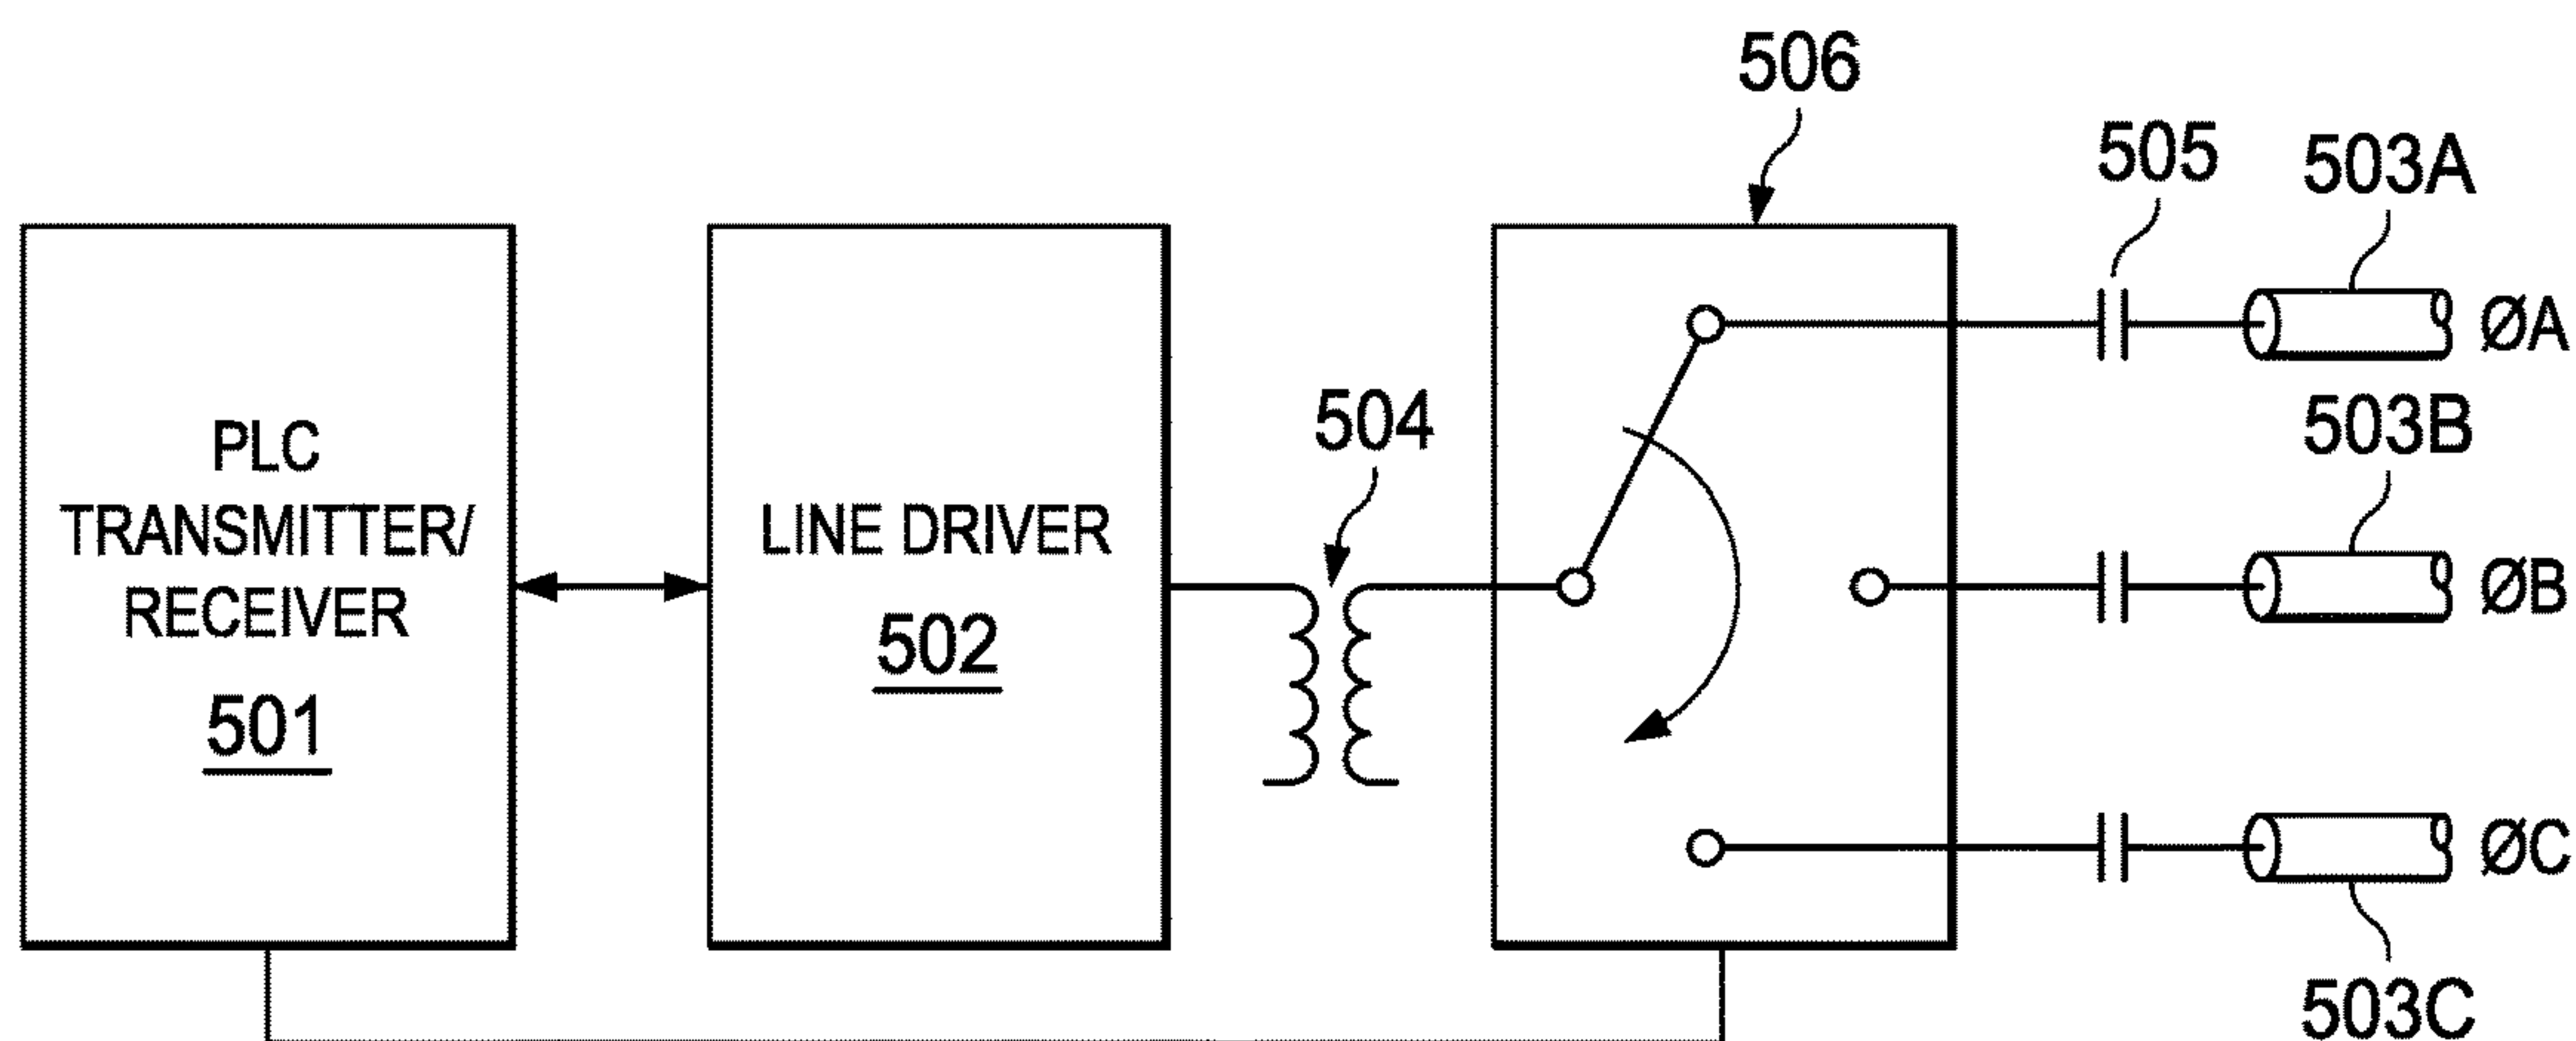 506
505
503A
ØA
504
503B
ØB
PLC
TRANSMITTER/
RECEIVER
501
LINE DRIVER
502
ØC
503C